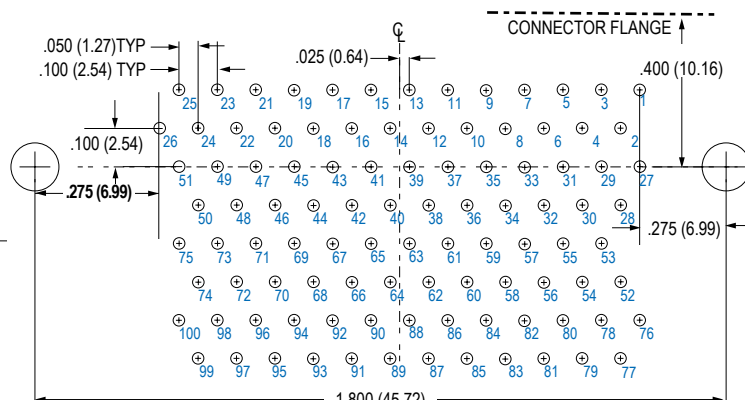 CONNECTOR FLANGE
.050 (1.27)TYP
.025 (0.64)
.100 (2.54) TYP
.400 (10.16)
25 23 21 19 17 15 13 11 9 7 5 3 1
.100 (2.54)
26 24 22 20 18 16 14 12 10 8 6 4 2
51 49 47 45 43 41 39 37 35 33 31 29 27
.275 (6.99)
50 48 46 44 42 40 38 36 34 32 30 28
.275 (6.99)
75 73 71 69 67 65 63 61 59 57 55 53
74 72 70 68 66 64 62 60 58 56 54 52
100 98 96 94 92 90 88 86 84 82 80 78 76
99 97 95 93 91 89 87 85 83 81 79 77
1.800 (45.72)